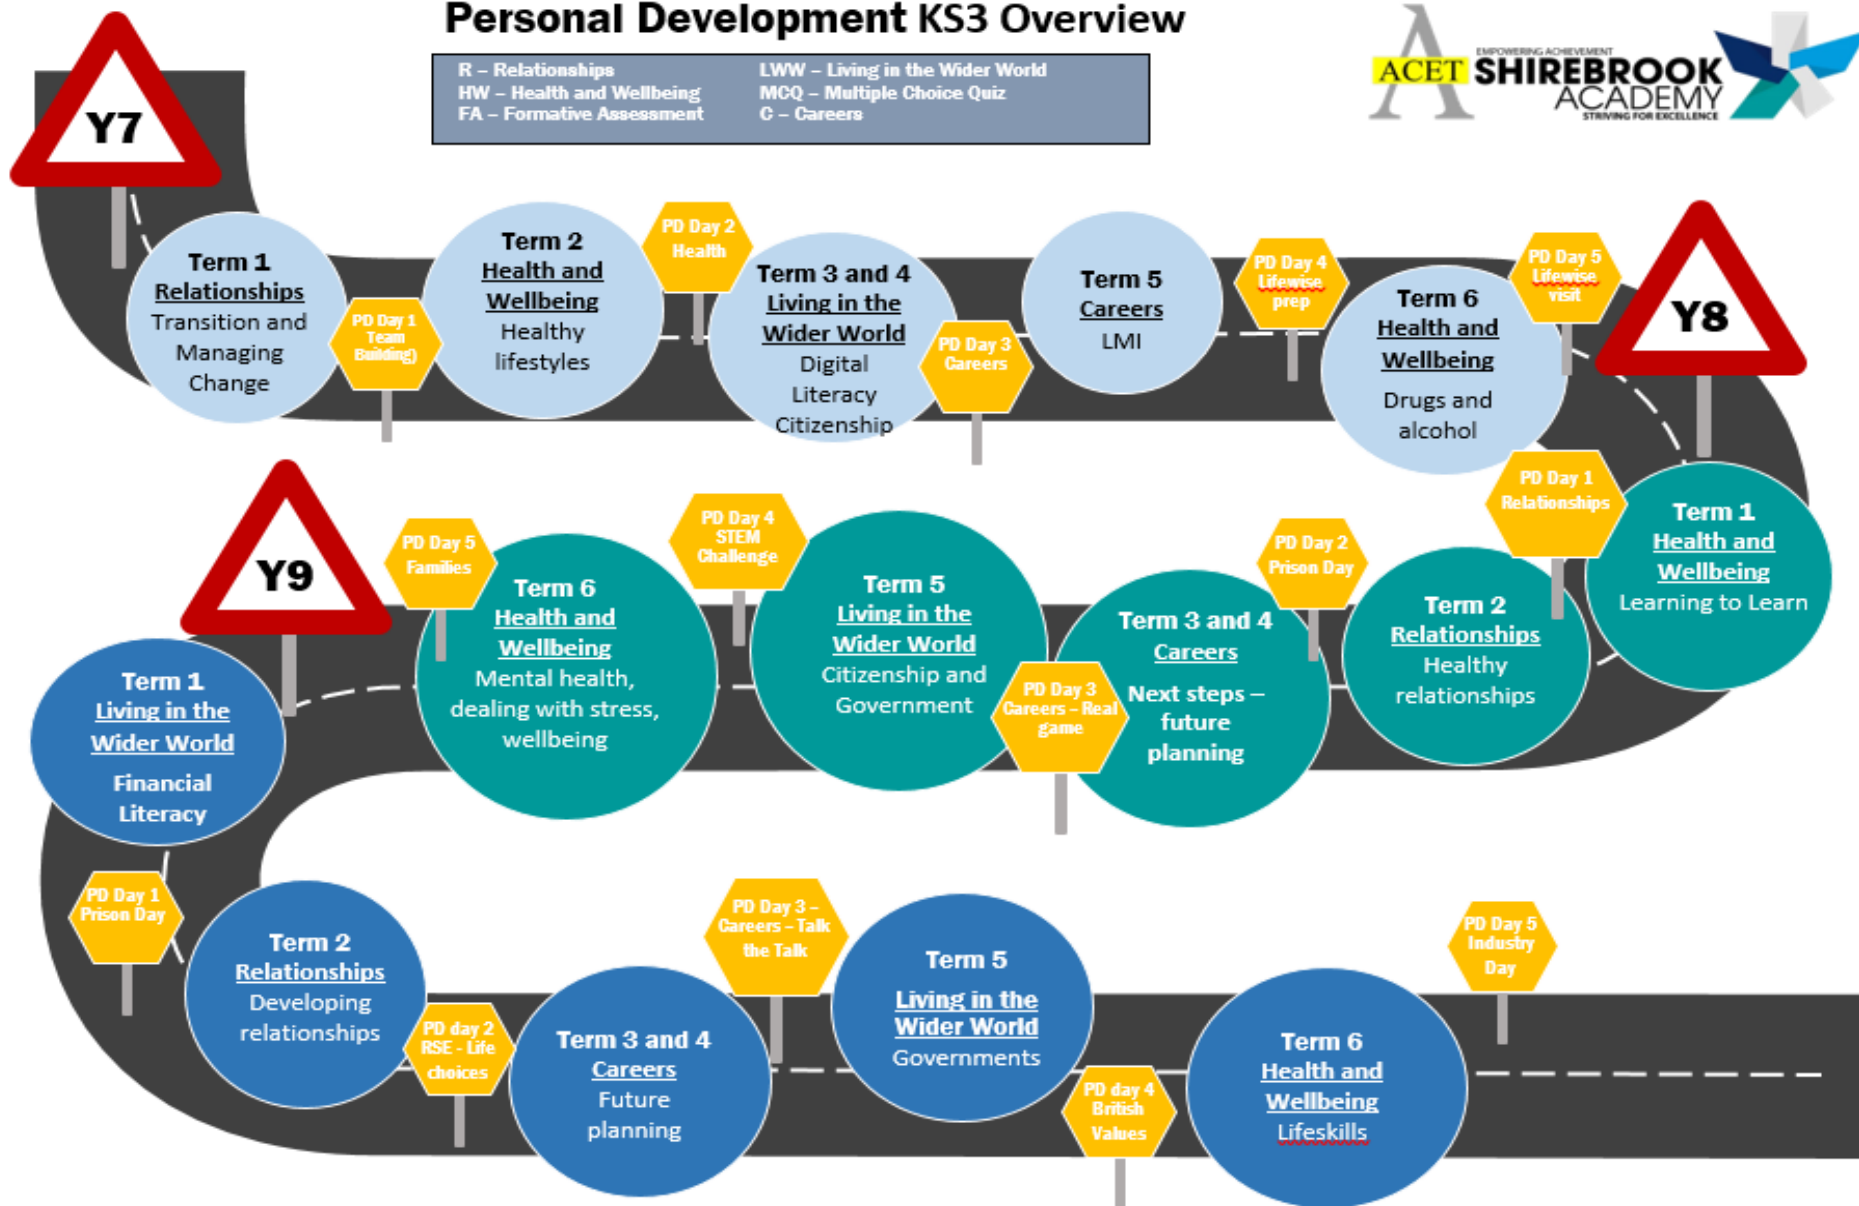 Personal Development KS3 Overview
R – Relationships
HW – Health and Wellbeing
FA – Formative Assessment
LWW – Living in the Wider World
MCQ – Multiple Choice Quiz
C – Careers
EMPOWERING ACHIEVEMENT
ACET SHIREBROOK
ACADEMY
STRIVING FOR EXCELLENCE
Y7
Term 1
Relationships
Transition and
Managing
Change
PD Day 1
Team
Building)
Term 2
Health and
Wellbeing
Healthy
lifestyles
PD Day 2
Health
Term 3 and 4
Living in the
Wider World
Digital
Literacy
Citizenship
PD Day 3
Careers
Term 5
Careers
LMI
PD Day 4
Lifewise
prep
Term 6
Health and
Wellbeing
Drugs and
alcohol
PD Day 5
Lifewise
visit
Y8
Term 1
Health and
Wellbeing
Learning to Learn
PD Day 1
Relationships
Term 2
Relationships
Healthy
relationships
PD Day 2
Prison Day
Term 3 and 4
Careers
Next steps –
future
planning
PD Day 3
Careers – Real
game
Term 5
Living in the
Wider World
Citizenship and
Government
PD Day 4
STEM
Challenge
Term 6
Health and
Wellbeing
Mental health,
dealing with stress,
wellbeing
PD Day 5
Families
Y9
Term 1
Living in the
Wider World
Financial
Literacy
PD Day 1
Prison Day
Term 2
Relationships
Developing
relationships
PD day 2
RSE - Life
choices
Term 3 and 4
Careers
Future
planning
PD Day 3 –
Careers – Talk
the Talk
Term 5
Living in the
Wider World
Governments
PD day 4
British
Values
Term 6
Health and
Wellbeing
Lifeskills
PD Day 5
Industry
Day